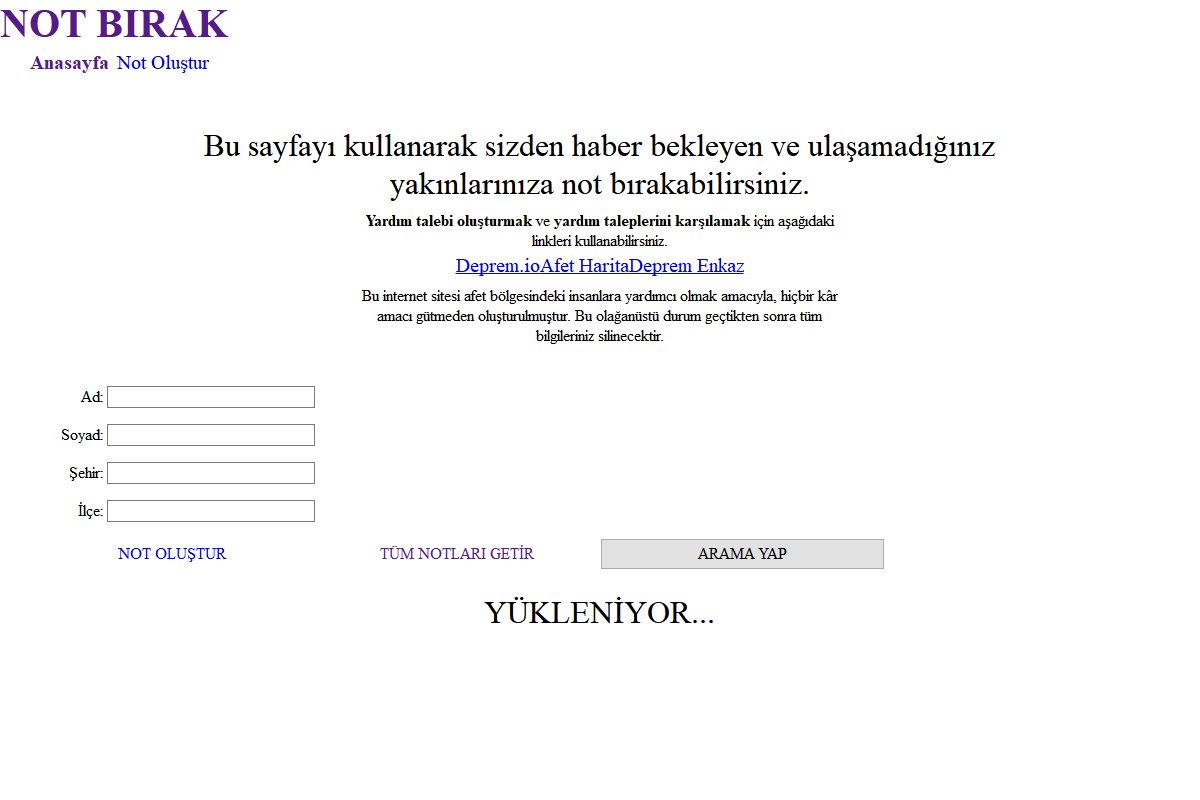 NOT BIRAK
Anasayfa Not Oluştur
Bu sayfayı kullanarak sizden haber bekleyen ve ulaşamadığınız
yakınlarınıza not bırakabilirsiniz.
Yardım talebi oluşturmak ve yardım taleplerini karşılamak için aşağıdaki
linkleri kullanabilirsiniz.
Deprem.ioAfet HaritaDeprem Enkaz
Bu internet sitesi afet bölgesindeki insanlara yardımcı olmak amacıyla, hiçbir kâr
amacı gütmeden oluşturulmuştur. Bu olağanüstü durum geçtikten sonra tüm
bilgileriniz silinecektir.
Ad:
Soyad:
Şehir:
İlçe:
NOT OLUŞTUR TÜM NOTLARI GETİR ARAMA YAP
YÜKLENİYOR...